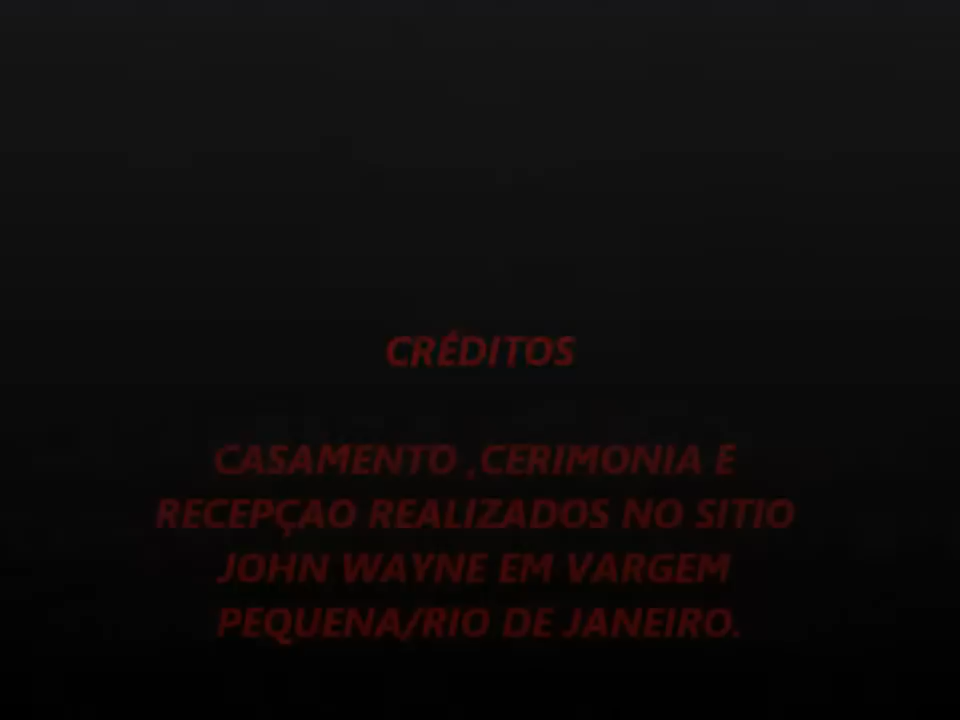 CRÉDITOS
CASAMENTO ,CERIMONIA E
RECEPÇAO REALIZADOS NO SITIO
JOHN WAYNE EM VARGEM
PEQUENA/RIO DE JANEIRO.